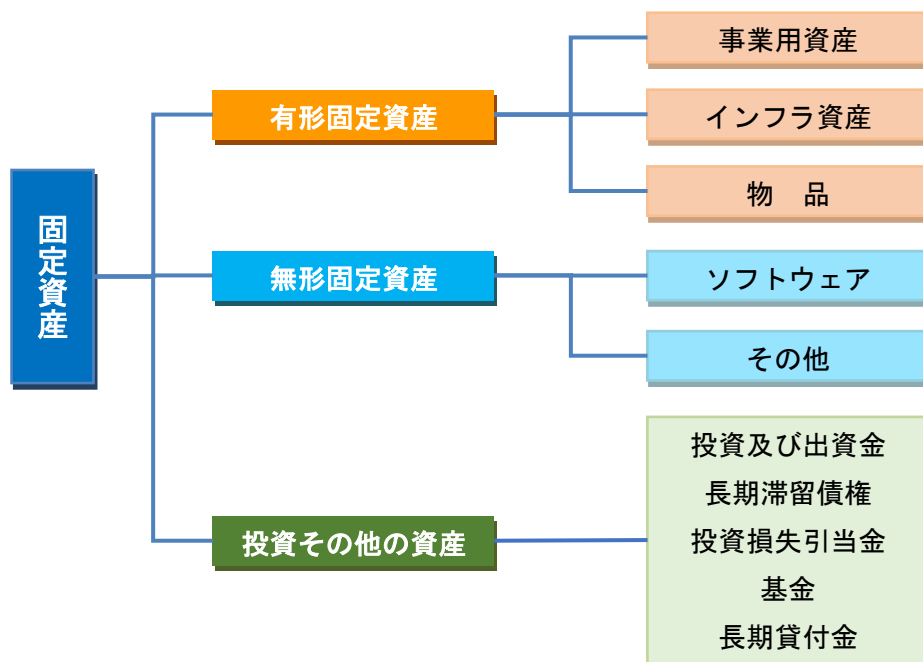 固定資産
有形固定資産
事業用資産
インフラ資産
物　品
無形固定資産
ソフトウェア
その他
投資その他の資産
投資及び出資金
長期滞留債権
投資損失引当金
基金
長期貸付金